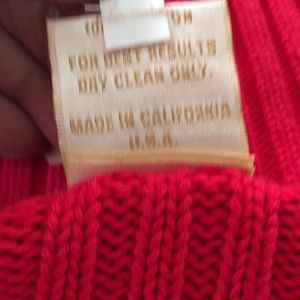 FOR BEST RESULTS
DRY CLEAN ONLY.
MADE IN CALIFORNIA
U.S.A.